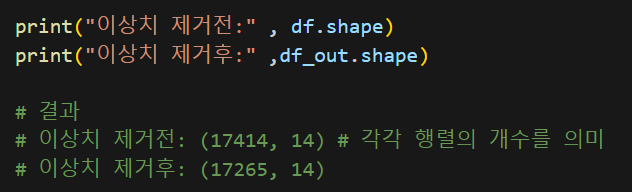 print("이상치 제거전:" , df.shape)
print("이상치 제거후:" ,df_out.shape)
# 결과
# 이상치 제거전: (17414, 14) # 각각 행렬의 개수를 의미
# 이상치 제거후: (17265, 14)